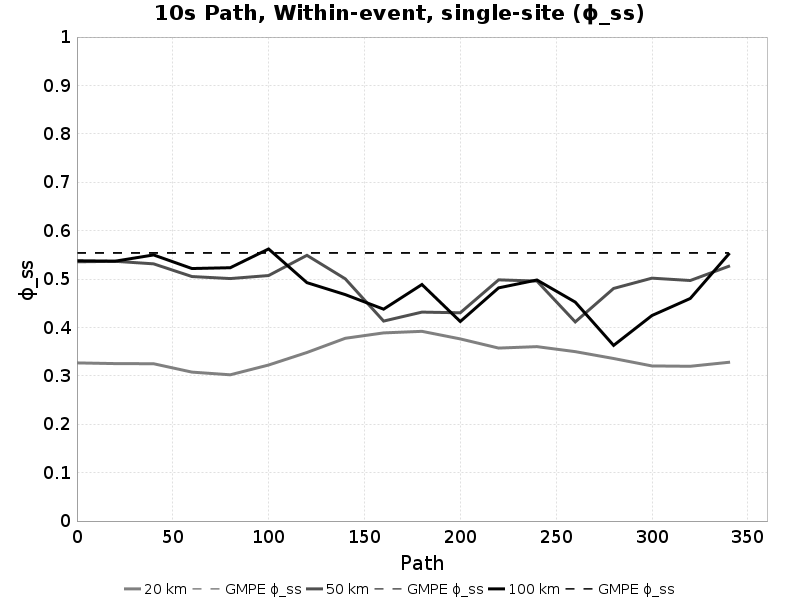 10s Path, Within-event, single-site (ϕ_ss)
1
0.9
0.8
0.7
0.6
0.5
0.4
0.3
0.2
0.1
0
ϕ_ss
0 50 100 150 200 250 300 350
Path
20 km GMPE ϕ_ss 50 km GMPE ϕ_ss 100 km GMPE ϕ_ss